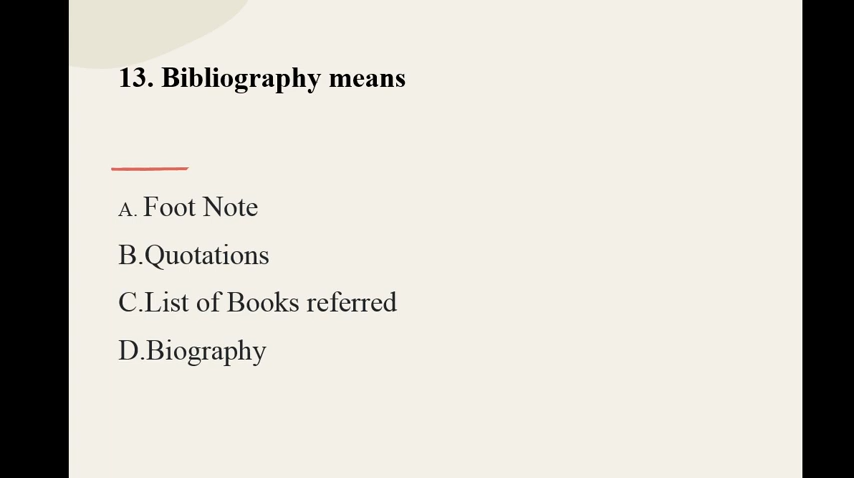 13. Bibliography means
A. Foot Note
B.Quotations
C.List of Books referred
D.Biography